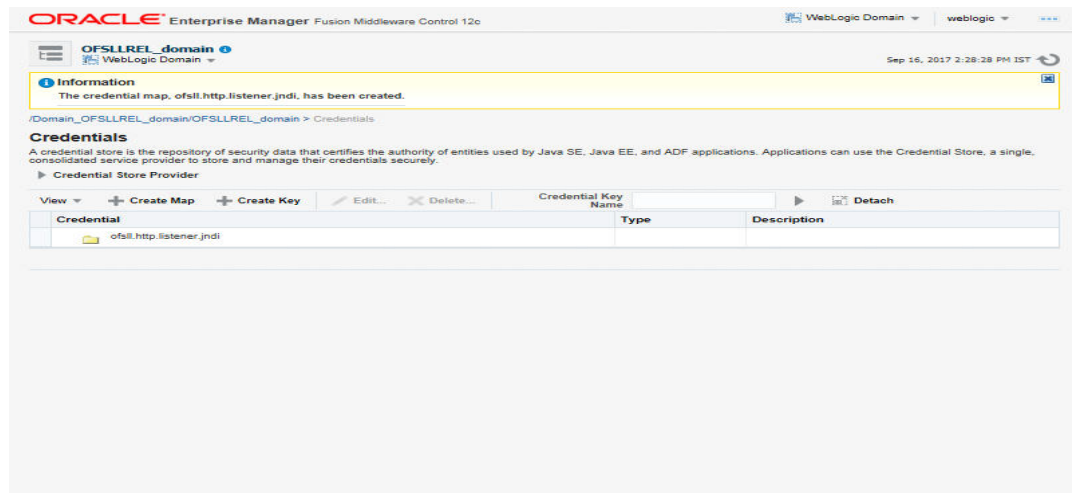 ORACLE Enterprise Manager Fusion Middleware Control 12c
WebLogic Domain weblogic
OFSLLREL_domain
WebLogic Domain
Sep 16, 2017 2:28:28 PM IST
Information
The credential map, ofsll.http.listener.jndi, has been created.
/Domain_OFSLLREL_domain/OFSLLREL_domain > Credentials
Credentials
A credential store is the repository of security data that certifies the authority of entities used by Java SE, Java EE, and ADF applications. Applications can use the Credential Store, a single,
consolidated service provider to store and manage their credentials securely.
Credential Store Provider
View Create Map Create Key Edit... Delete... Credential Key Name Detach
Credential Type Description
ofsll.http.listener.jndi